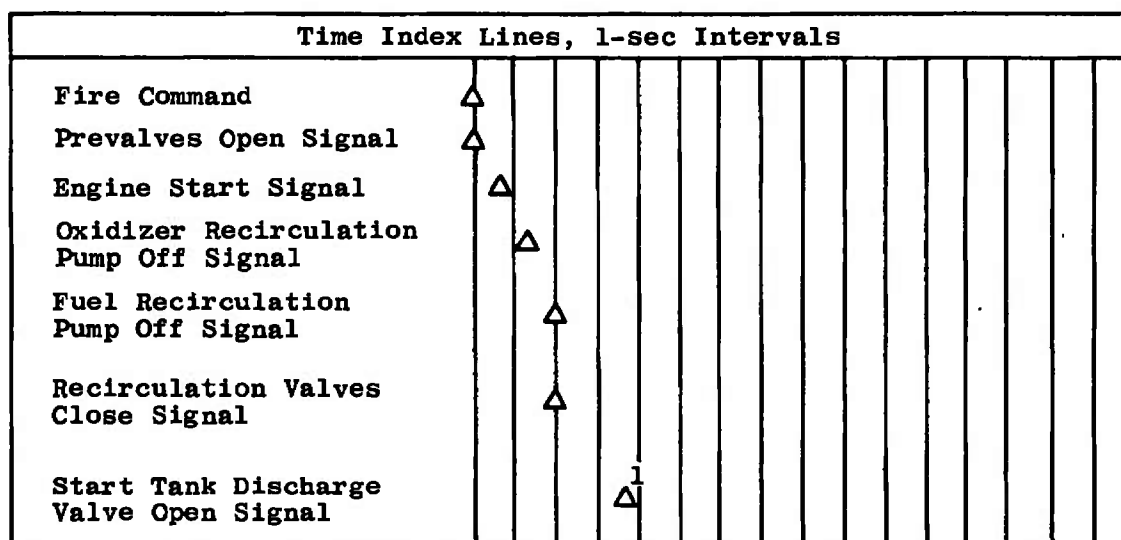 Time Index Lines, 1-sec Intervals
Fire Command
Prevalves Open Signal
Engine Start Signal
Oxidizer Recirculation
Pump Off Signal
Fuel Recirculation
Pump Off Signal
Recirculation Valves
Close Signal
1
Start Tank Discharge
Valve Open Signal